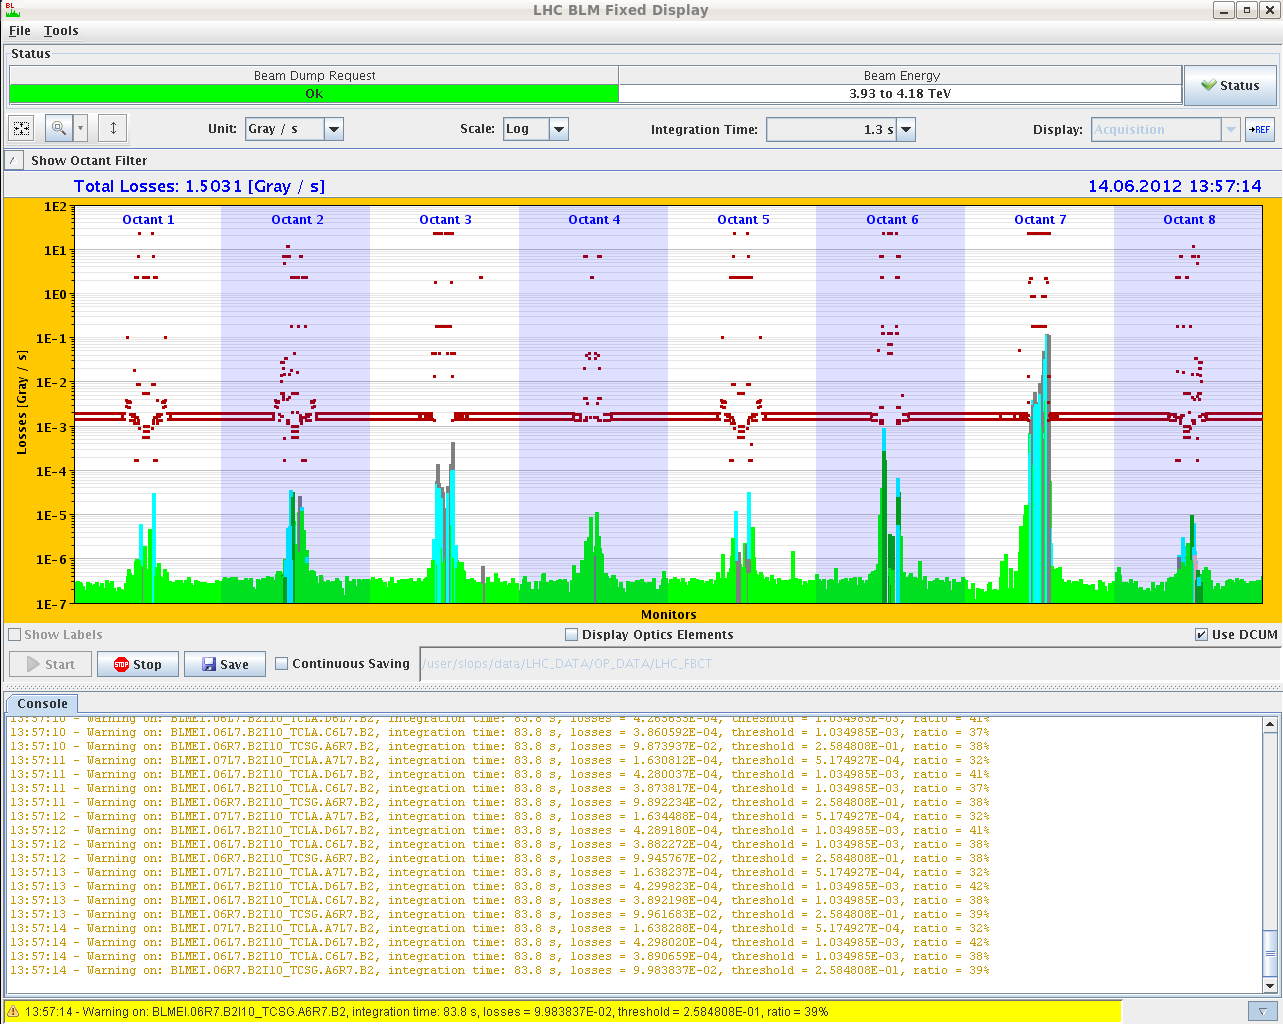 BL
LHC BLM Fixed Display
File Tools
Status
Beam Dump Request Beam Energy
Ok 3.93 to 4.18 TeV
Status
Unit: Gray / s Scale: Log Integration Time: 1.3 s Display: Acquisition REF
Show Octant Filter
Total Losses: 1.5031 [Gray / s] 14.06.2012 13:57:14
Octant 1 Octant 2 Octant 3 Octant 4 Octant 5 Octant 6 Octant 7 Octant 8
1E2
1E1
1E0
1E-1
1E-2
1E-3
1E-4
1E-5
1E-6
1E-7
Losses [Gray / s]
Monitors
Show Labels Display Optics Elements Use DCUM
Start STOP Stop Save Continuous Saving /user/slops/data/LHC_DATA/OP_DATA/LHC_FBCT
Console
13:57:10 - Warning on: BLMEI.06L7.B2I10_TCLA.D6L7.B2, integration time: 83.8 s, losses = 4.265655E-04, threshold = 1.034985E-03, ratio = 41%
13:57:10 - Warning on: BLMEI.06L7.B2I10_TCLA.C6L7.B2, integration time: 83.8 s, losses = 3.860592E-04, threshold = 1.034985E-03, ratio = 37%
13:57:10 - Warning on: BLMEI.06R7.B2I10_TCSG.A6R7.B2, integration time: 83.8 s, losses = 9.873937E-02, threshold = 2.584808E-01, ratio = 38%
13:57:11 - Warning on: BLMEI.07L7.B2I10_TCLA.A7L7.B2, integration time: 83.8 s, losses = 1.630812E-04, threshold = 5.174927E-04, ratio = 32%
13:57:11 - Warning on: BLMEI.06L7.B2I10_TCLA.D6L7.B2, integration time: 83.8 s, losses = 4.280037E-04, threshold = 1.034985E-03, ratio = 41%
13:57:11 - Warning on: BLMEI.06L7.B2I10_TCLA.C6L7.B2, integration time: 83.8 s, losses = 3.873817E-04, threshold = 1.034985E-03, ratio = 37%
13:57:11 - Warning on: BLMEI.06R7.B2I10_TCSG.A6R7.B2, integration time: 83.8 s, losses = 9.892234E-02, threshold = 2.584808E-01, ratio = 38%
13:57:12 - Warning on: BLMEI.07L7.B2I10_TCLA.A7L7.B2, integration time: 83.8 s, losses = 1.634488E-04, threshold = 5.174927E-04, ratio = 32%
13:57:12 - Warning on: BLMEI.06L7.B2I10_TCLA.D6L7.B2, integration time: 83.8 s, losses = 4.289180E-04, threshold = 1.034985E-03, ratio = 41%
13:57:12 - Warning on: BLMEI.06L7.B2I10_TCLA.C6L7.B2, integration time: 83.8 s, losses = 3.882272E-04, threshold = 1.034985E-03, ratio = 38%
13:57:12 - Warning on: BLMEI.06R7.B2I10_TCSG.A6R7.B2, integration time: 83.8 s, losses = 9.945767E-02, threshold = 2.584808E-01, ratio = 38%
13:57:13 - Warning on: BLMEI.07L7.B2I10_TCLA.A7L7.B2, integration time: 83.8 s, losses = 1.638237E-04, threshold = 5.174927E-04, ratio = 32%
13:57:13 - Warning on: BLMEI.06L7.B2I10_TCLA.D6L7.B2, integration time: 83.8 s, losses = 4.299823E-04, threshold = 1.034985E-03, ratio = 42%
13:57:13 - Warning on: BLMEI.06L7.B2I10_TCLA.C6L7.B2, integration time: 83.8 s, losses = 3.892198E-04, threshold = 1.034985E-03, ratio = 38%
13:57:13 - Warning on: BLMEI.06R7.B2I10_TCSG.A6R7.B2, integration time: 83.8 s, losses = 9.961683E-02, threshold = 2.584808E-01, ratio = 39%
13:57:14 - Warning on: BLMEI.07L7.B2I10_TCLA.A7L7.B2, integration time: 83.8 s, losses = 1.638288E-04, threshold = 5.174927E-04, ratio = 32%
13:57:14 - Warning on: BLMEI.06L7.B2I10_TCLA.D6L7.B2, integration time: 83.8 s, losses = 4.298020E-04, threshold = 1.034985E-03, ratio = 42%
13:57:14 - Warning on: BLMEI.06L7.B2I10_TCLA.C6L7.B2, integration time: 83.8 s, losses = 3.890659E-04, threshold = 1.034985E-03, ratio = 38%
13:57:14 - Warning on: BLMEI.06R7.B2I10_TCSG.A6R7.B2, integration time: 83.8 s, losses = 9.983837E-02, threshold = 2.584808E-01, ratio = 39%
13:57:14 - Warning on: BLMEI.06R7.B2I10_TCSG.A6R7.B2, integration time: 83.8 s, losses = 9.983837E-02, threshold = 2.584808E-01, ratio = 39%